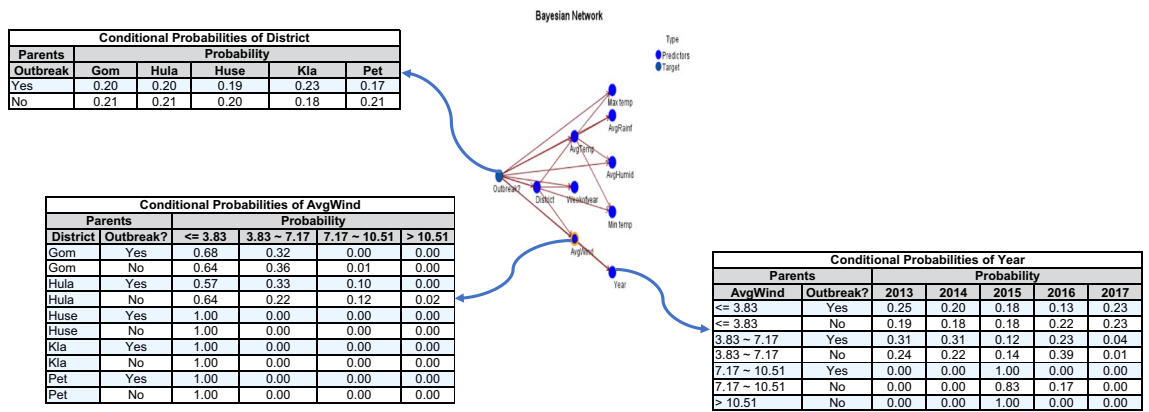 Bayesian Network
Type
Predictors
Target
Conditional Probabilities of District
Parents Probability
Outbreak Gom Hula Huse Kla Pet
Yes 0.20 0.20 0.19 0.23 0.17
No 0.21 0.21 0.20 0.18 0.21
Max temp
AvgRainf
AvgTemp
AvgHumid
Outbreak?
District
Weakofyear
Min temp
AvgWind
Year
Conditional Probabilities of AvgWind
Parents Probability
District Outbreak? <= 3.83 3.83 ~ 7.17 7.17 ~ 10.51 > 10.51
Gom Yes 0.68 0.32 0.00 0.00
Gom No 0.64 0.36 0.01 0.00
Hula Yes 0.57 0.33 0.10 0.00
Hula No 0.64 0.22 0.12 0.02
Huse Yes 1.00 0.00 0.00 0.00
Huse No 1.00 0.00 0.00 0.00
Kla Yes 1.00 0.00 0.00 0.00
Kla No 1.00 0.00 0.00 0.00
Pet Yes 1.00 0.00 0.00 0.00
Pet No 1.00 0.00 0.00 0.00
Conditional Probabilities of Year
Parents Probability
AvgWind Outbreak? 2013 2014 2015 2016 2017
<= 3.83 Yes 0.25 0.20 0.18 0.13 0.23
<= 3.83 No 0.19 0.18 0.18 0.22 0.23
3.83 ~ 7.17 Yes 0.31 0.31 0.12 0.23 0.04
3.83 ~ 7.17 No 0.24 0.22 0.14 0.39 0.01
7.17 ~ 10.51 Yes 0.00 0.00 1.00 0.00 0.00
7.17 ~ 10.51 No 0.00 0.00 0.83 0.17 0.00
> 10.51 No 0.00 0.00 1.00 0.00 0.00